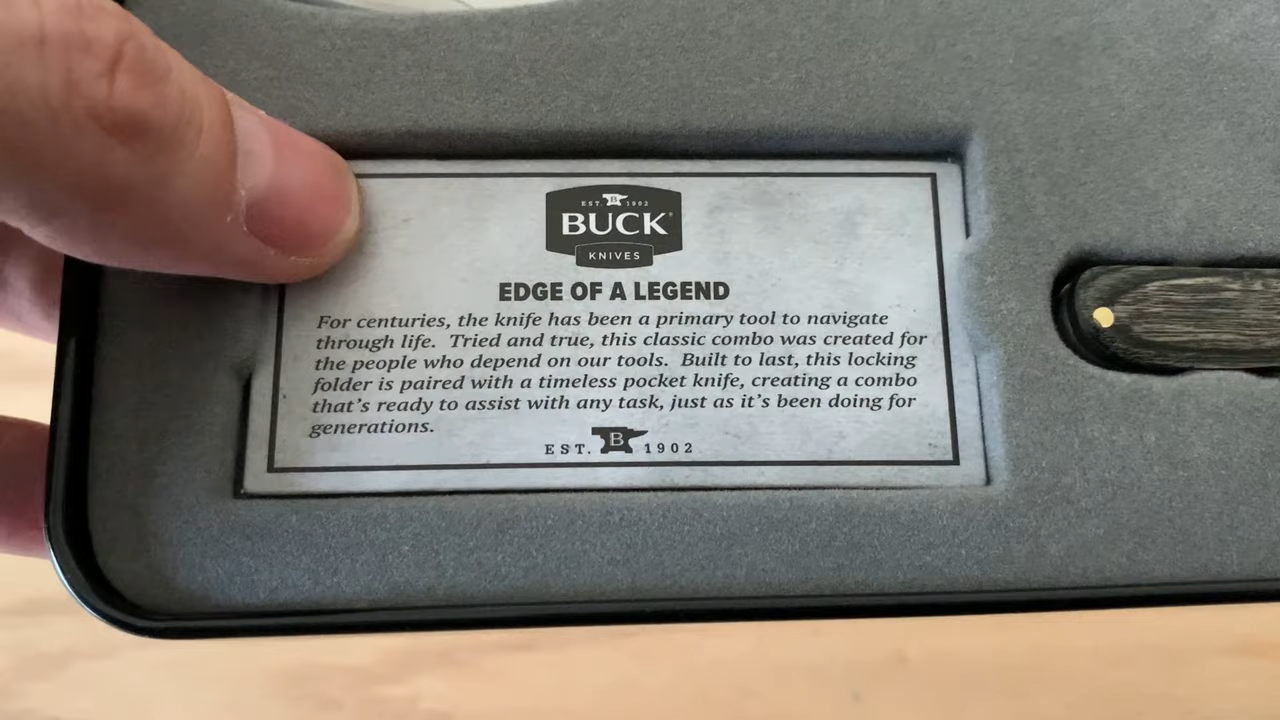 EST. B 1902
BUCK®
KNIVES
EDGE OF A LEGEND
For centuries, the knife has been a primary tool to navigate
through life. Tried and true, this classic combo was created for
the people who depend on our tools. Built to last, this locking
folder is paired with a timeless pocket knife, creating a combo
that's ready to assist with any task, just as it's been doing for
generations.
EST. B 1902